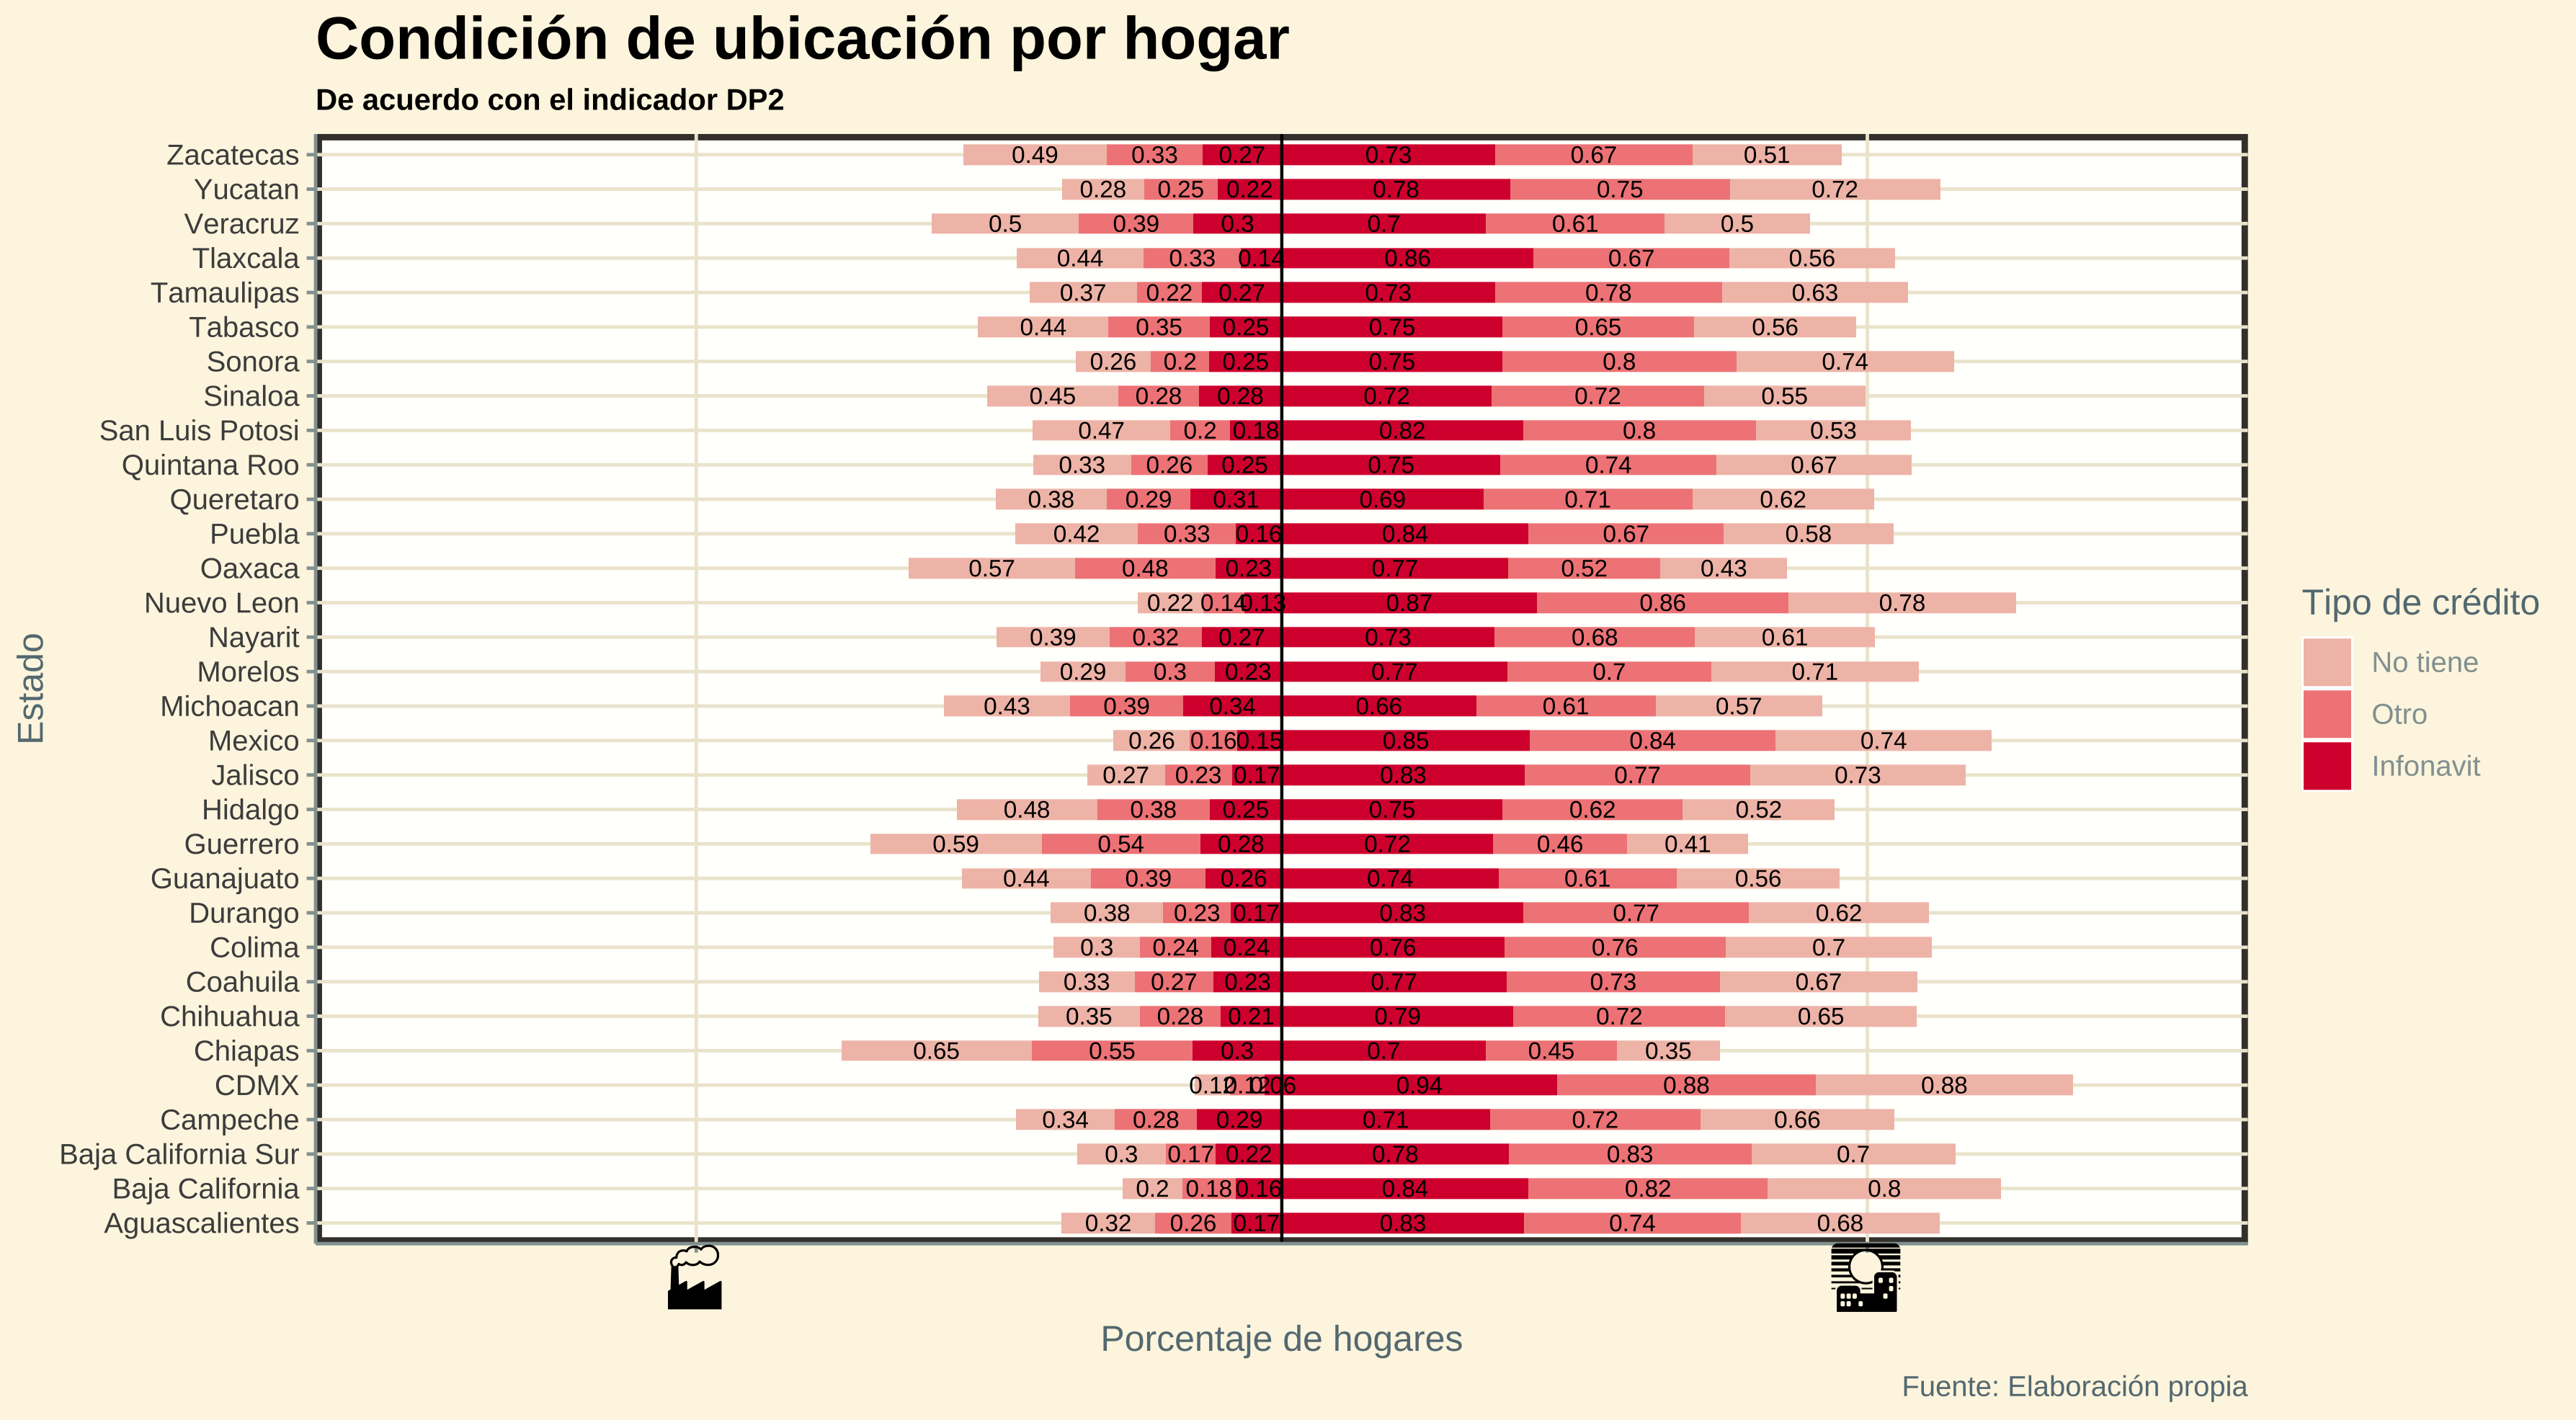 Condición de ubicación por hogar
De acuerdo con el indicador DP2
Zacatecas 0.49 0.33 0.27 0.73 0.67 0.51
Yucatan 0.28 0.25 0.22 0.78 0.75 0.72
Veracruz 0.5 0.39 0.3 0.7 0.61 0.5
Tlaxcala 0.44 0.33 0.14 0.86 0.67 0.56
Tamaulipas 0.37 0.22 0.27 0.73 0.78 0.63
Tabasco 0.44 0.35 0.25 0.75 0.65 0.56
Sonora 0.26 0.2 0.25 0.75 0.8 0.74
Sinaloa 0.45 0.28 0.28 0.72 0.72 0.55
San Luis Potosi 0.47 0.2 0.18 0.82 0.8 0.53
Quintana Roo 0.33 0.26 0.25 0.75 0.74 0.67
Queretaro 0.38 0.29 0.31 0.69 0.71 0.62
Puebla 0.42 0.33 0.16 0.84 0.67 0.58
Oaxaca 0.57 0.48 0.23 0.77 0.52 0.43
Nuevo Leon 0.22 0.14 0.13 0.87 0.86 0.78
Nayarit 0.39 0.32 0.27 0.73 0.68 0.61
Morelos 0.29 0.3 0.23 0.77 0.7 0.71
Michoacan 0.43 0.39 0.34 0.66 0.61 0.57
Mexico 0.26 0.16 0.15 0.85 0.84 0.74
Jalisco 0.27 0.23 0.17 0.83 0.77 0.73
Hidalgo 0.48 0.38 0.25 0.75 0.62 0.52
Guerrero 0.59 0.54 0.28 0.72 0.46 0.41
Guanajuato 0.44 0.39 0.26 0.74 0.61 0.56
Durango 0.38 0.23 0.17 0.83 0.77 0.62
Colima 0.3 0.24 0.24 0.76 0.76 0.7
Coahuila 0.33 0.27 0.23 0.77 0.73 0.67
Chihuahua 0.35 0.28 0.21 0.79 0.72 0.65
Chiapas 0.65 0.55 0.3 0.7 0.45 0.35
CDMX 0.12 0.12 0.06 0.94 0.88 0.88
Campeche 0.34 0.28 0.29 0.71 0.72 0.66
Baja California Sur 0.3 0.17 0.22 0.78 0.83 0.7
Baja California 0.2 0.18 0.16 0.84 0.82 0.8
Aguascalientes 0.32 0.26 0.17 0.83 0.74 0.68
Estado
Porcentaje de hogares
Tipo de crédito
No tiene
Otro
Infonavit
Fuente: Elaboración propia